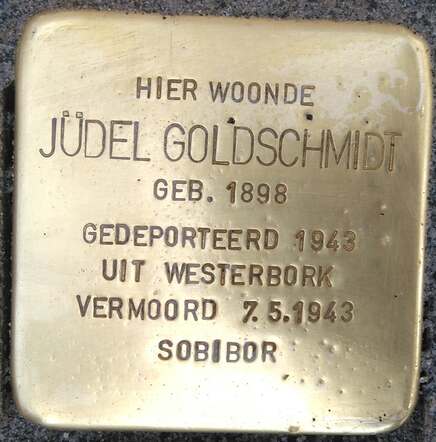 HIER WOONDE
JÜDEL GOLDSCHMIDT
GEB. 1898
GEDEPORTEERD 1943
UIT WESTERBORK
VERMOORD 7.5.1943
SOBIBOR